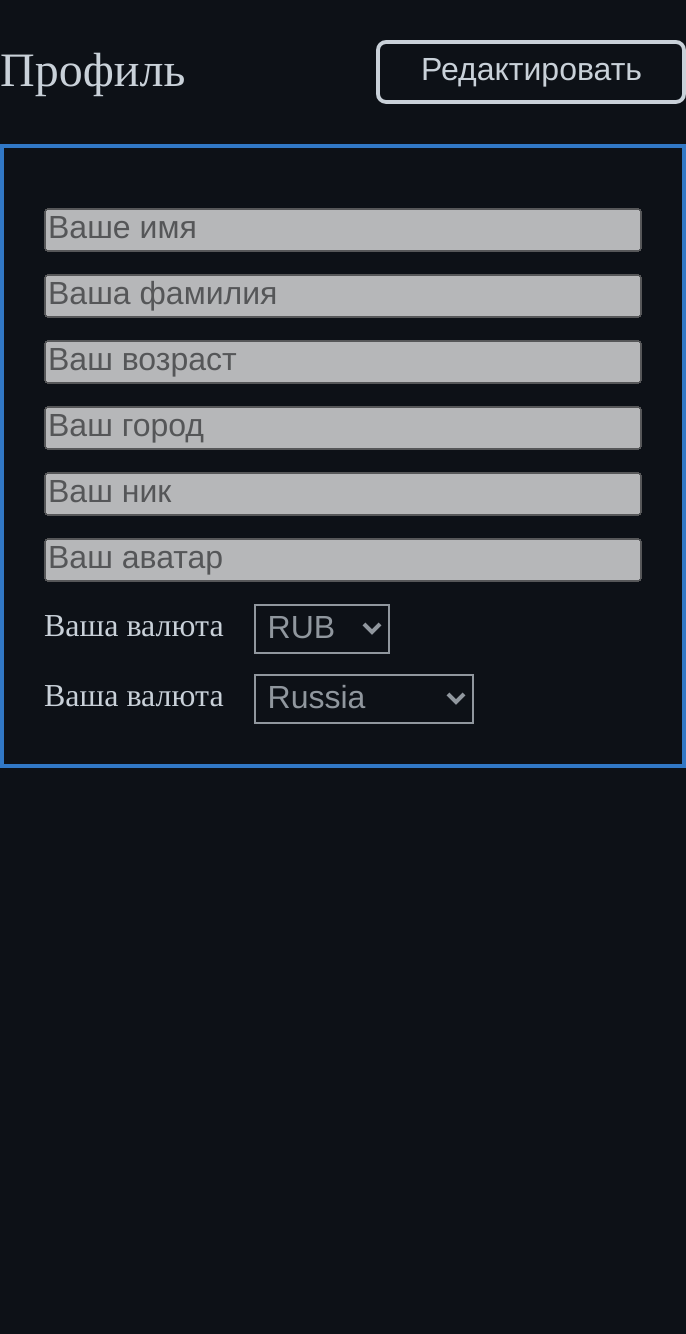 Профиль
Редактировать
Ваше имя
Ваша фамилия
Ваш возраст
Ваш город
Ваш ник
Ваш аватар
Ваша валюта RUB
Ваша валюта Russia